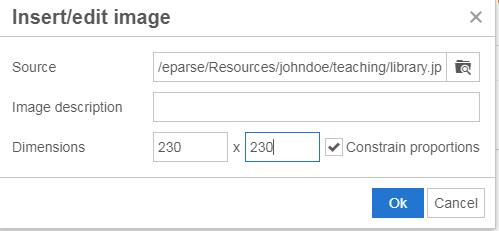 Insert/edit image
Source /eparse/Resources/johndoe/teaching/library.jp
Image description
Dimensions 230 x 230 Constrain proportions
Ok Cancel